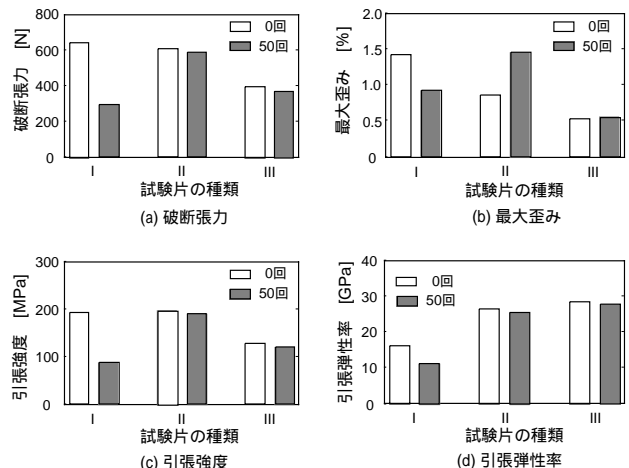 800
600
400
200
0
破断張力 [N]
0回
50回
I II III
試験片の種類
(a) 破断張力
2.0
1.5
1.0
0.5
0
最大歪み [%]
0回
50回
I II III
試験片の種類
(b) 最大歪み
300
200
100
0
引張強度 [MPa]
0回
50回
I II III
試験片の種類
(c) 引張強度
40
30
20
10
0
引張弾性率 [GPa]
0回
50回
I II III
試験片の種類
(d) 引張弾性率